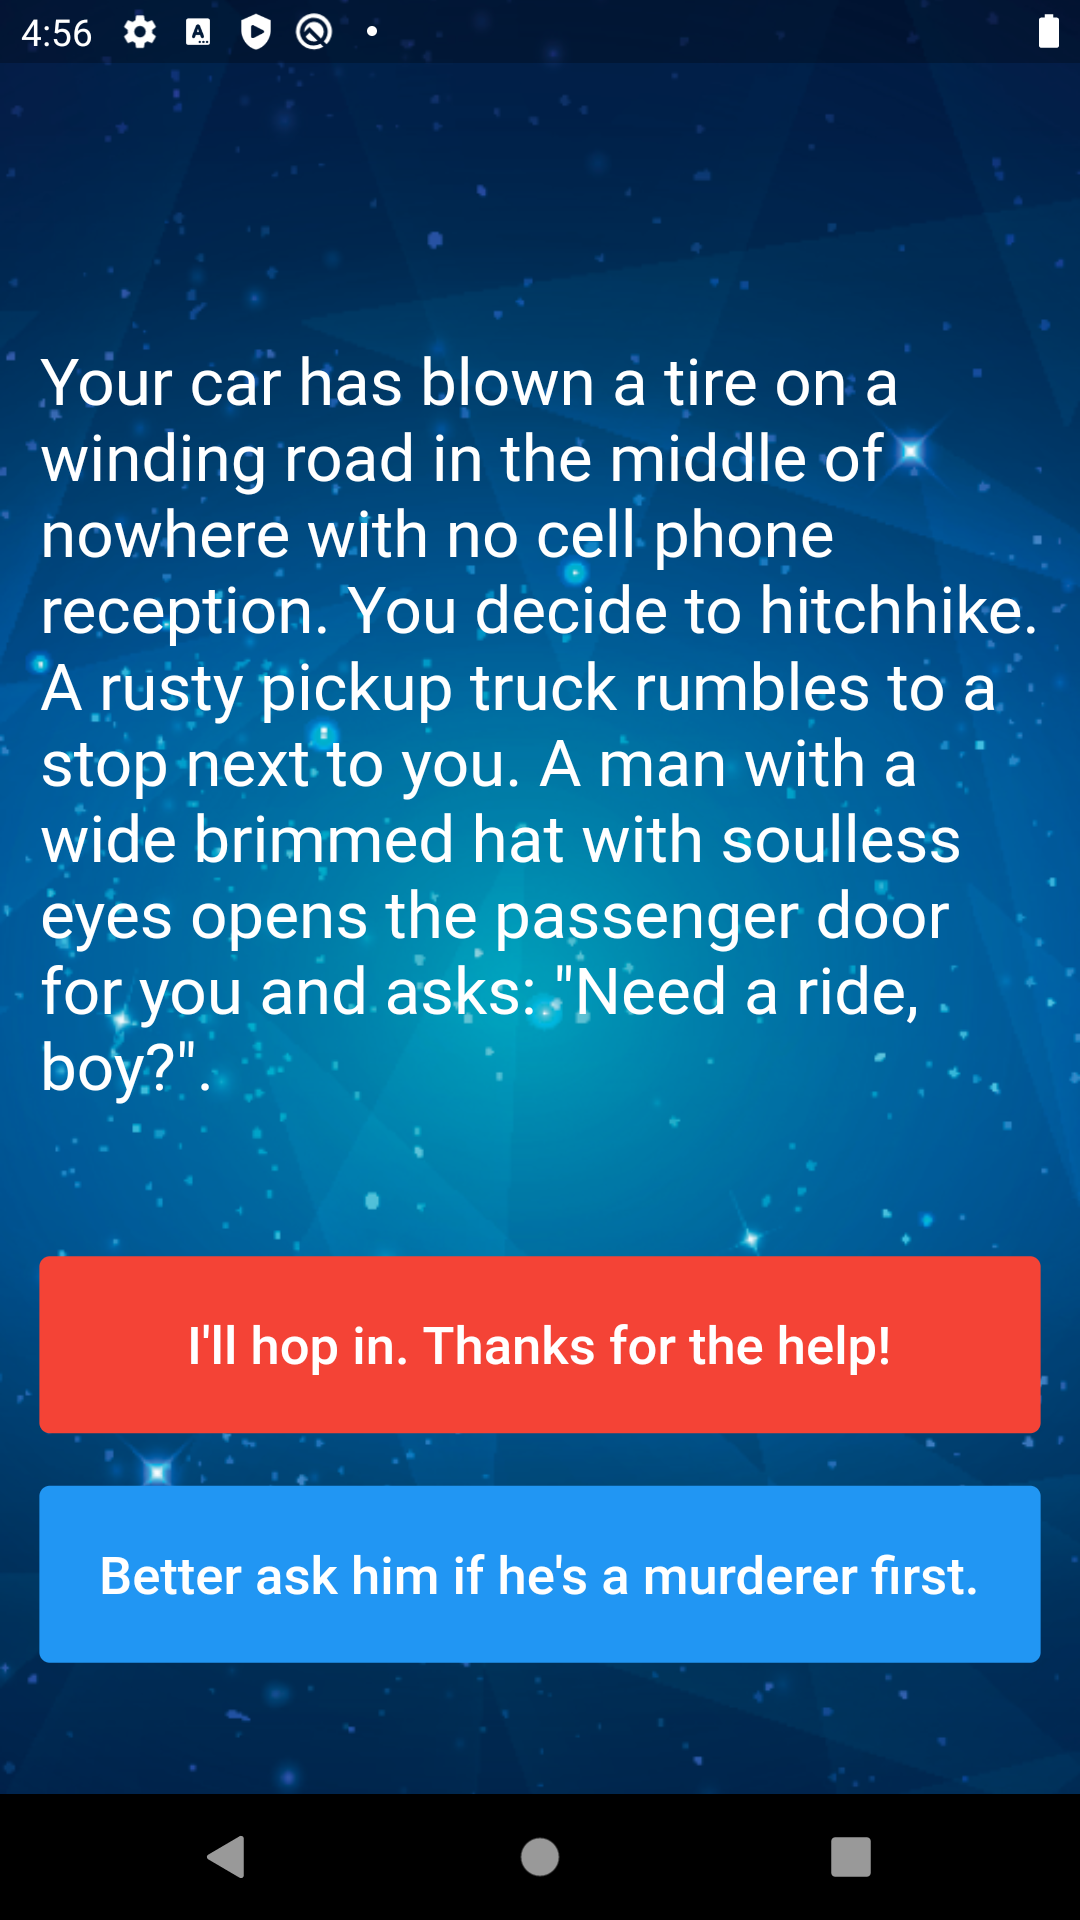 4:56
Your car has blown a tire on a
winding road in the middle of
nowhere with no cell phone
reception. You decide to hitchhike.
A rusty pickup truck rumbles to a
stop next to you. A man with a
wide brimmed hat with soulless
eyes opens the passenger door
for you and asks: "Need a ride,
boy?".
I'll hop in. Thanks for the help!
Better ask him if he's a murderer first.